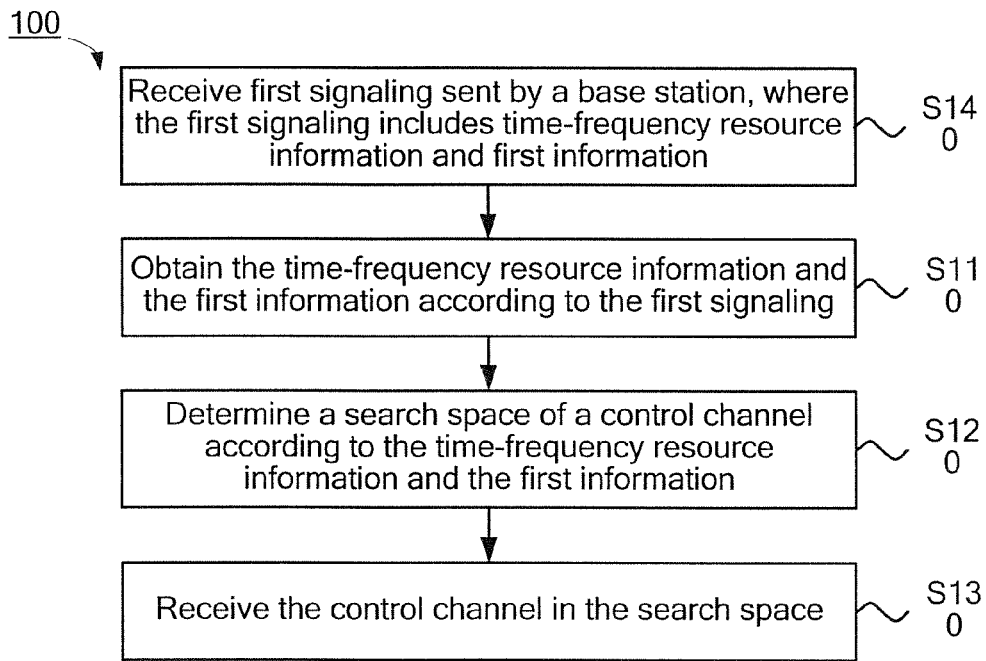 100
Receive first signaling sent by a base station, where
the first signaling includes time-frequency resource
information and first information
S14
0
Obtain the time-frequency resource information and
the first information according to the first signaling
S11
0
Determine a search space of a control channel
according to the time-frequency resource
information and the first information
S12
0
Receive the control channel in the search space
S13
0